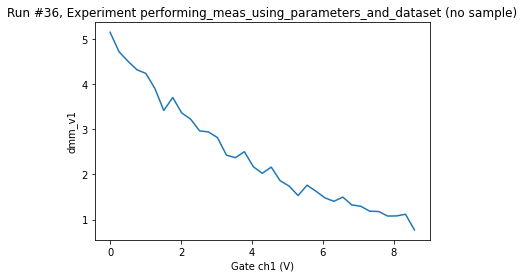 Run #36, Experiment performing_meas_using_parameters_and_dataset (no sample)
5
4
3
2
1
dmm_v1
0 2 4 6 8
Gate ch1 (V)